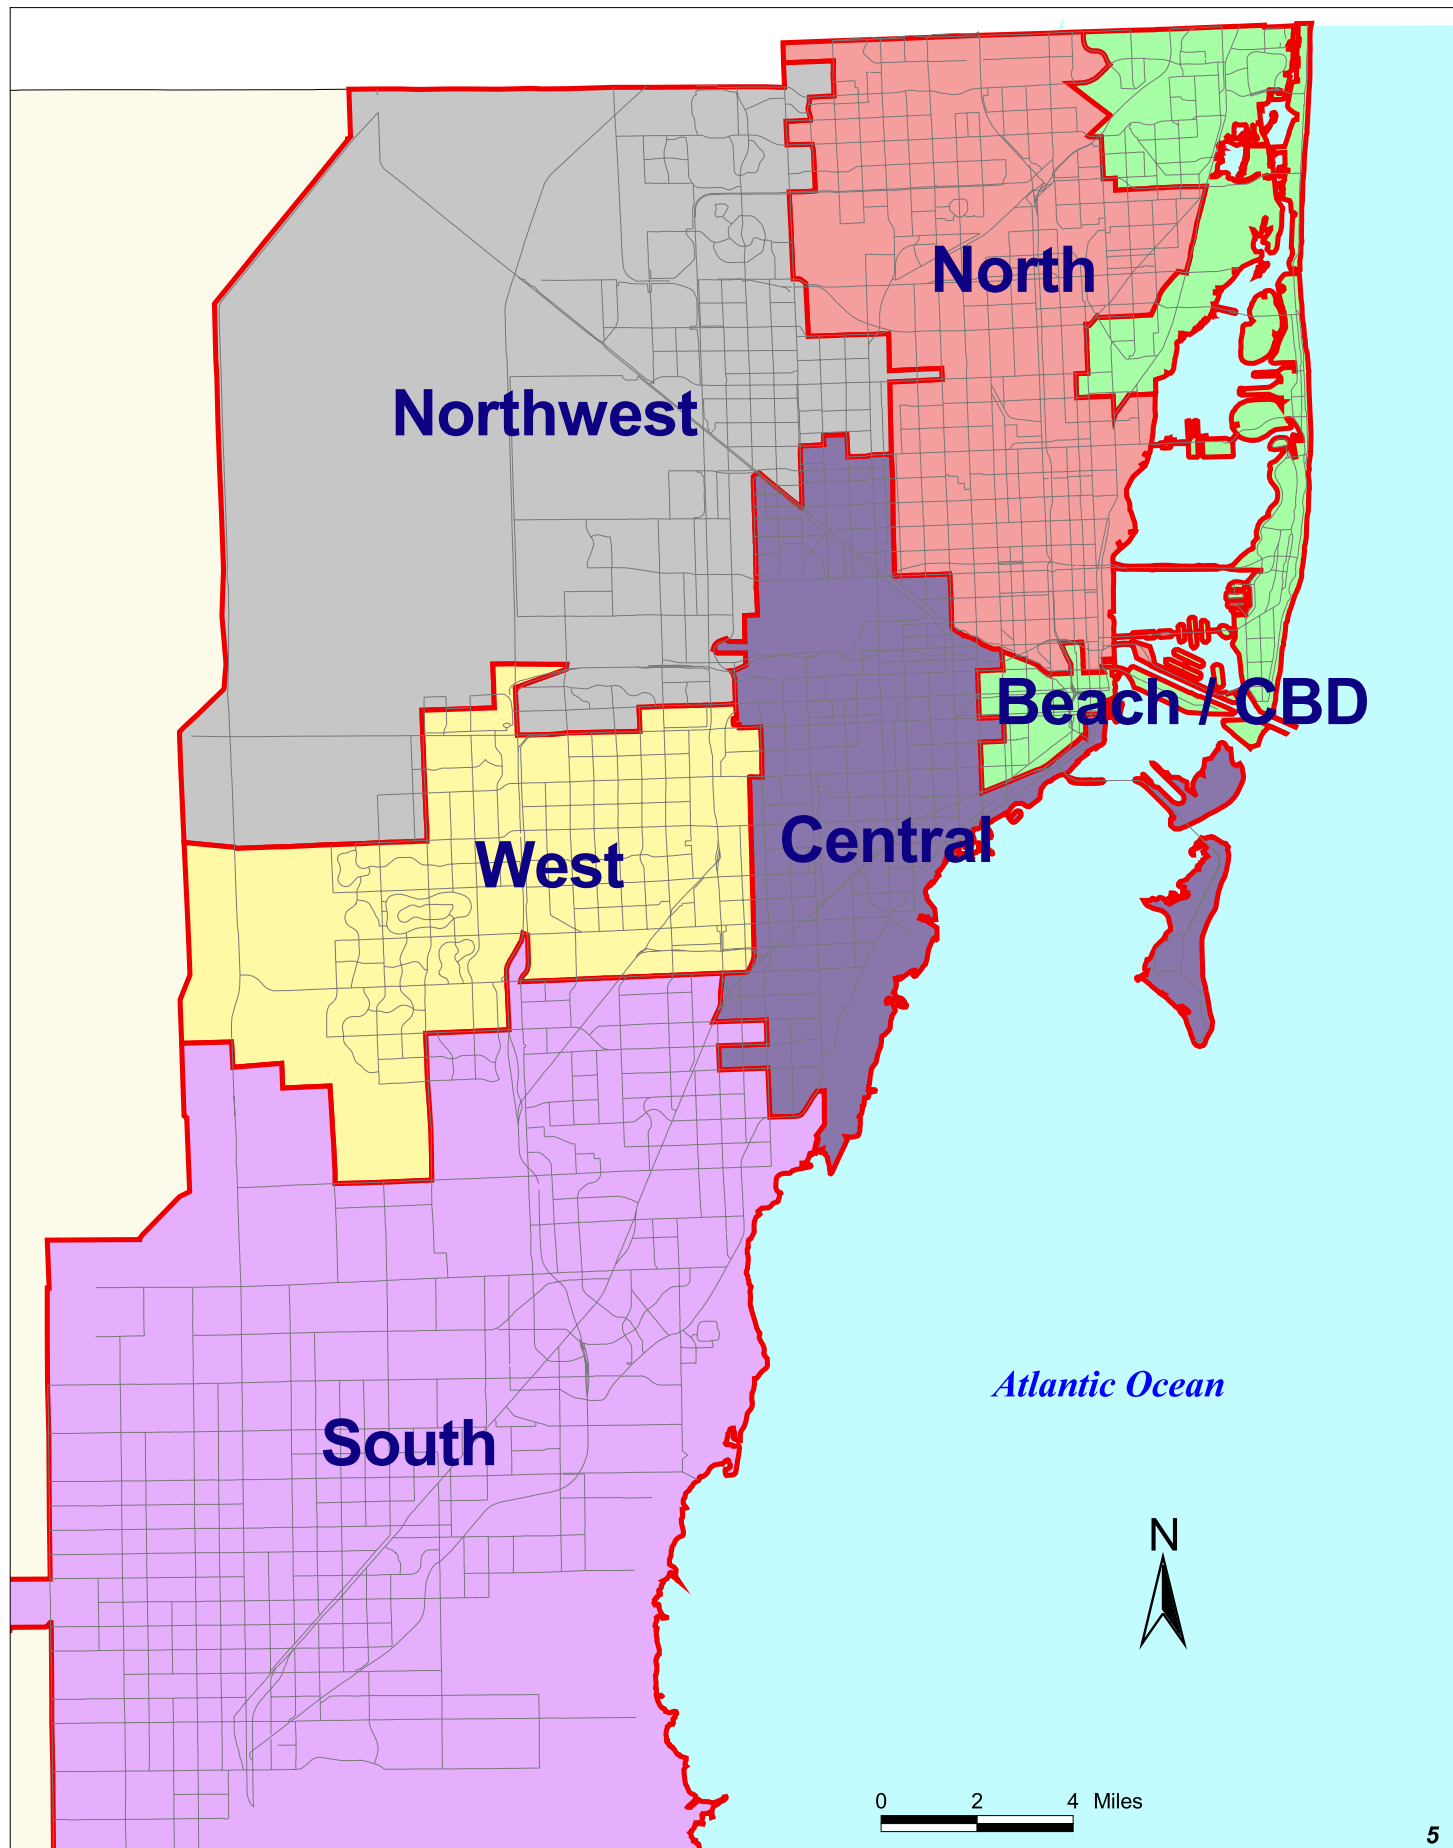 North
Northwest
Beach / CBD
Central
West
Atlantic Ocean
South
N
0 2 4 Miles
5